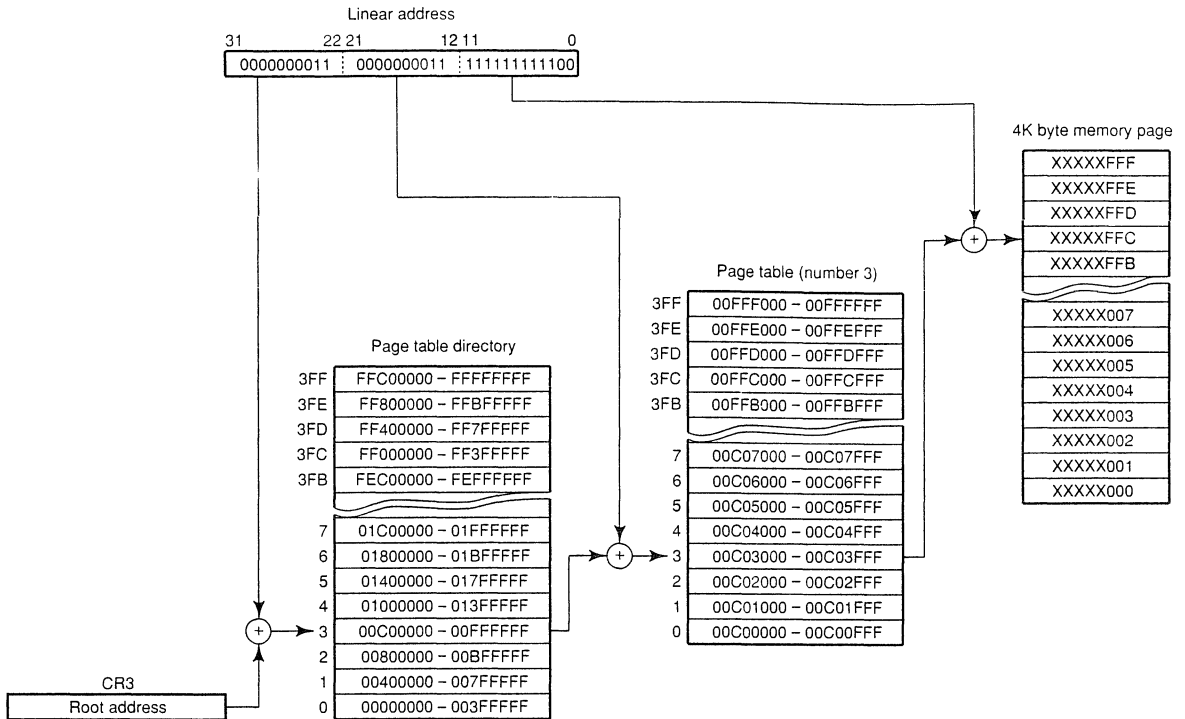 Linear address
31 22 21 12 11 0
0000000011 0000000011 111111111100
4K byte memory page
XXXXXFFF
XXXXXFFE
XXXXXFFD
XXXXXFFC
XXXXXFFB
XXXXX007
XXXXX006
XXXXX005
XXXXX004
XXXXX003
XXXXX002
XXXXX001
XXXXX000
+
Page table (number 3)
3FF 00FFF000 – 00FFFFFF
3FE 00FFE000 – 00FFEFFF
3FD 00FFD000 – 00FFDFFF
3FC 00FFC000 – 00FFCFFF
3FB 00FFB000 – 00FFBFFF
7 00C07000 – 00C07FFF
6 00C06000 – 00C06FFF
5 00C05000 – 00C05FFF
4 00C04000 – 00C04FFF
3 00C03000 – 00C03FFF
2 00C02000 – 00C02FFF
1 00C01000 – 00C01FFF
0 00C00000 – 00C00FFF
+
Page table directory
3FF FFC00000 – FFFFFFFF
3FE FF800000 – FFBFFFFF
3FD FF400000 – FF7FFFFF
3FC FF000000 – FF3FFFFF
3FB FEC00000 – FEFFFFFF
7 01C00000 – 01FFFFFF
6 01800000 – 01BFFFFF
5 01400000 – 017FFFFF
4 01000000 – 013FFFFF
3 00C00000 – 00FFFFFF
2 00800000 – 00BFFFFF
1 00400000 – 007FFFFF
0 00000000 – 003FFFFF
+
CR3
Root address